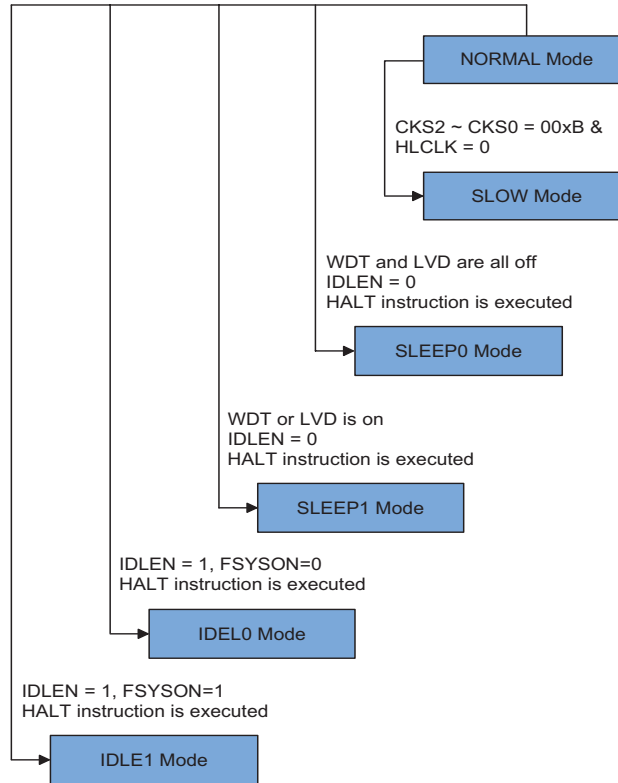 NORMAL Mode
CKS2 ~ CKS0 = 00xB &
HLCLK = 0
SLOW Mode
WDT and LVD are all off
IDLEN = 0
HALT instruction is executed
SLEEP0 Mode
WDT or LVD is on
IDLEN = 0
HALT instruction is executed
SLEEP1 Mode
IDLEN = 1, FSYSON=0
HALT instruction is executed
IDEL0 Mode
IDLEN = 1, FSYSON=1
HALT instruction is executed
IDLE1 Mode